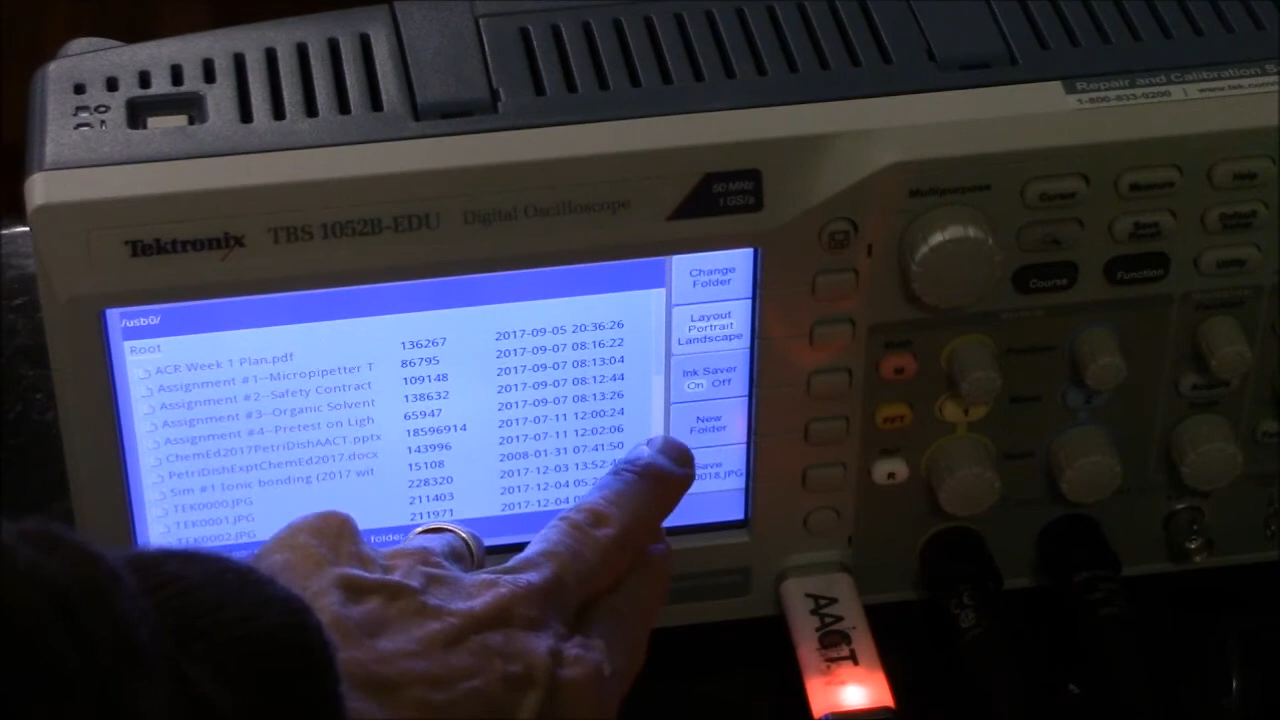 Repair and Calibration S
1-800-833-9200 | www.tek.com
50 MHz
1 GS/s
Tektronix TBS 1052B-EDU Digital Oscilloscope
Multipurpose
Cursor
Measure
Help
Save
Recall
Default
Setup
Course
Function
Utility
/usb0/
Root
ACR Week 1 Plan.pdf 136267 2017-09-05 20:36:26
Assignment #1--Micropipetter T 86795 2017-09-07 08:16:22
Assignment #2--Safety Contract 109148 2017-09-07 08:13:04
Assignment #3--Organic Solvent 138632 2017-09-07 08:12:44
Assignment #4--Pretest on Ligh 65947 2017-09-07 08:13:26
ChemEd2017PetriDishAACT.pptx 18596914 2017-07-11 12:00:24
PetriDishExptChemEd2017.docx 143996 2017-07-11 12:02:06
Sim #1 Ionic bonding (2017 wit 15108 2008-01-31 07:41:50
TEK0000.JPG 228320 2017-12-03 13:52:4
TEK0001.JPG 211403 2017-12-04 05:2
TEK0002.JPG 211971 2017-12-04
folder
Change
Folder
Layout
Portrait
Landscape
Ink Saver
On Off
New
Folder
Save
0018.JPG
M
FFT
R
AACT